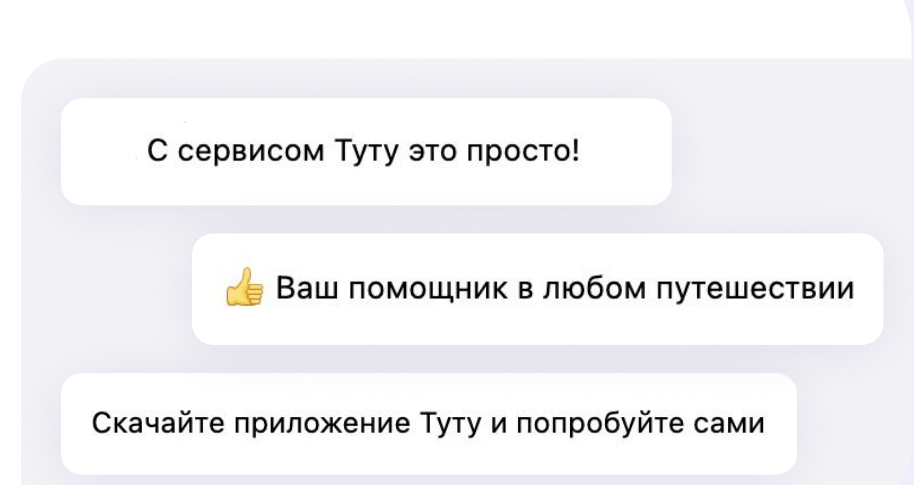 С сервисом Туту это просто!
👍 Ваш помощник в любом путешествии
Скачайте приложение Туту и попробуйте сами